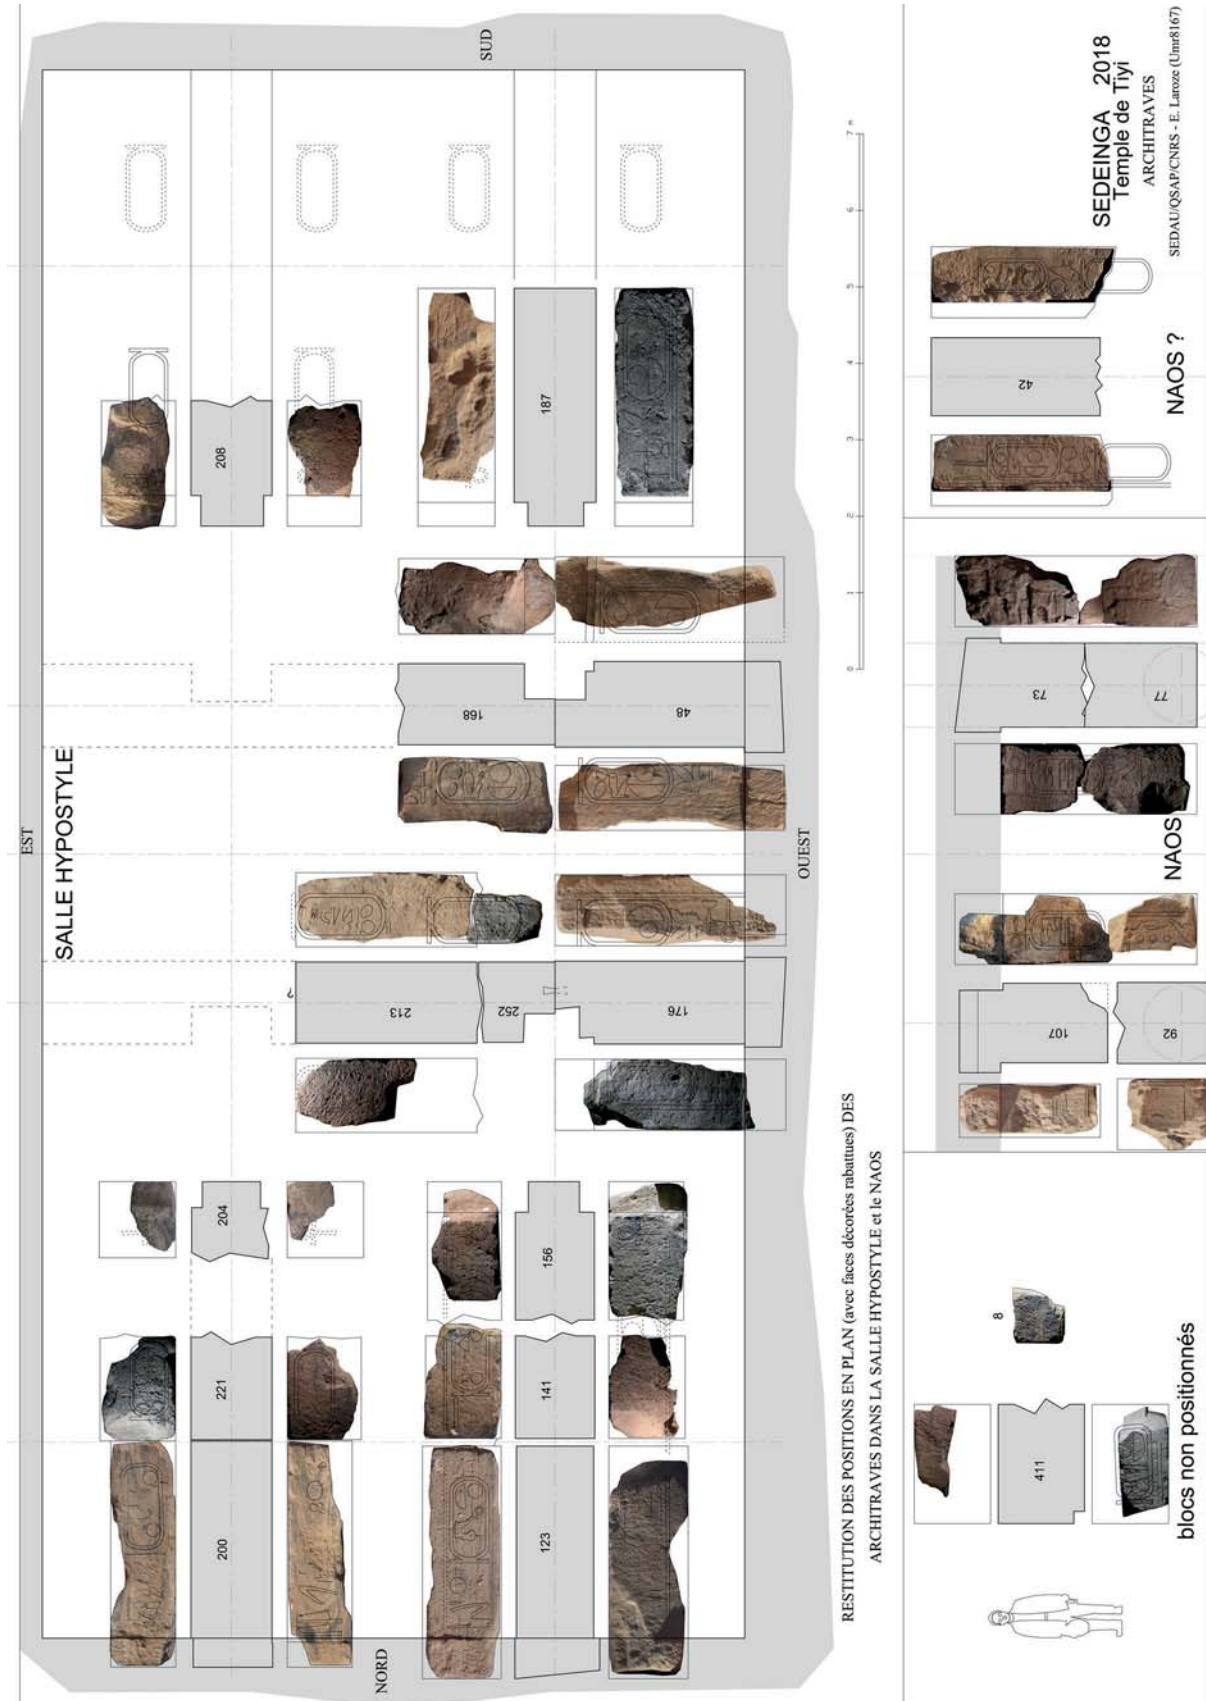 SALLE HYPOSTYLE
EST
SUD
OUEST
NORD
208
187
168
48
213
252
176
?
204
221
200
156
141
123
0
1
2
3
4
5
6
7 m
RESTITUTION DES POSITIONS EN PLAN (avec faces décorées rabattues) DES
ARCHITRAVES DANS LA SALLE HYPOSTYLE et le NAOS
SEDEINGA 2018
Temple de Tiyi
ARCHITRAVES
SEDAU/QSAP/CNRS - E. Laroze (Umr8167)
NAOS ?
42
NAOS
73
77
107
92
8
411
blocs non positionnés